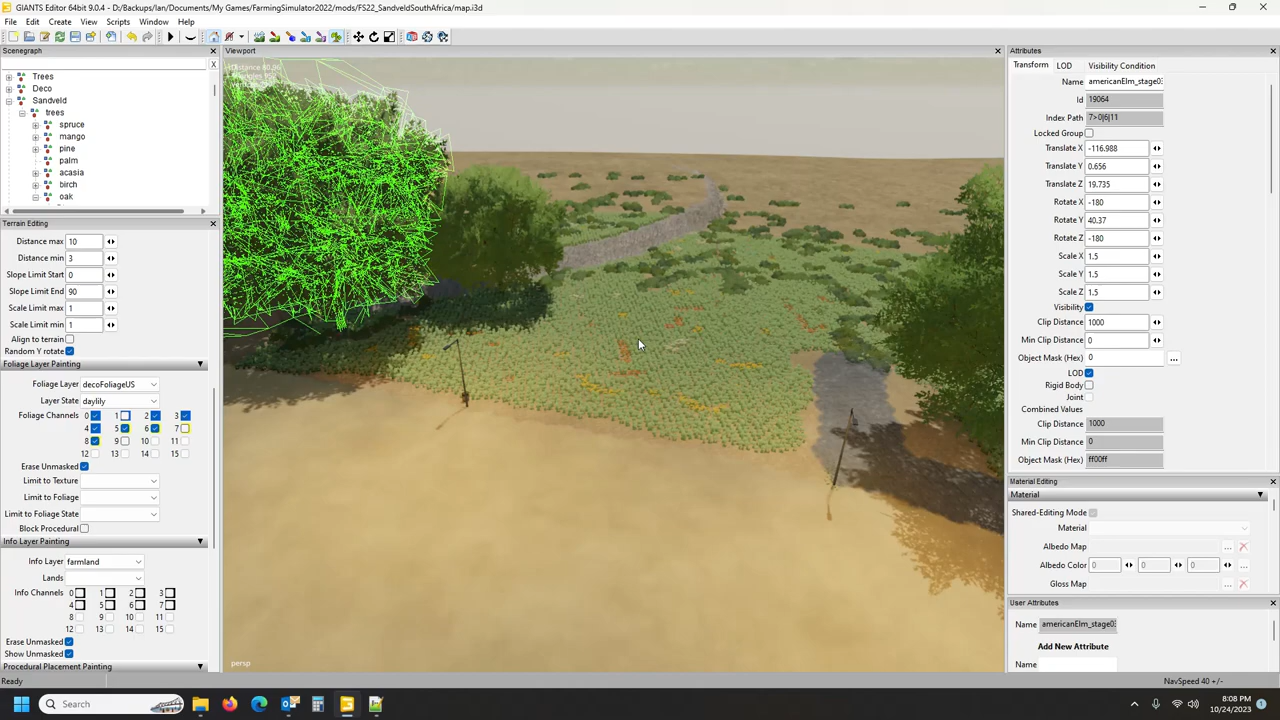 GIANTS Editor 64bit 9.0.4 - D:/Backups/Ian/Documents/My Games/FarmingSimulator2022/mods/FS22_SandveldSouthAfrica/map.i3d
File Edit Create View Scripts Window Help
Scenegraph
X
Trees
Deco
Sandveld
trees
spruce
mango
pine
palm
acasia
birch
oak
Terrain Editing
Distance max 10
Distance min 3
Slope Limit Start 0
Slope Limit End 90
Scale Limit max 1
Scale Limit min 1
Align to terrain
Random Y rotate
Foliage Layer Painting
Foliage Layer decoFoliageUS
Layer State daylily
Foliage Channels 0 1 2 3
4 5 6 7
8 9 10 11
12 13 14 15
Erase Unmasked
Limit to Texture
Limit to Foliage
Limit to Foliage State
Block Procedural
Info Layer Painting
Info Layer farmland
Lands
Info Channels 0 1 2 3
4 5 6 7
8 9 10 11
12 13 14 15
Erase Unmasked
Show Unmasked
Procedural Placement Painting
Ready
Viewport
persp
Attributes
Transform LOD Visibility Condition
Name americanElm_stage03
Id 19064
Index Path 7>0|6|11
Locked Group
Translate X -116.988
Translate Y 0.656
Translate Z 19.735
Rotate X -180
Rotate Y 40.37
Rotate Z -180
Scale X 1.5
Scale Y 1.5
Scale Z 1.5
Visibility
Clip Distance 1000
Min Clip Distance 0
Object Mask (Hex) 0 ...
LOD
Rigid Body
Joint
Combined Values
Clip Distance 1000
Min Clip Distance 0
Object Mask (Hex) ff00ff
Material Editing
Material
Shared-Editing Mode
Material
Albedo Map ...
Albedo Color 0 0 0 ...
Gloss Map ...
User Attributes
Name americanElm_stage03
Add New Attribute
Name
NavSpeed 40 +/-
Search
8:08 PM
10/24/2023